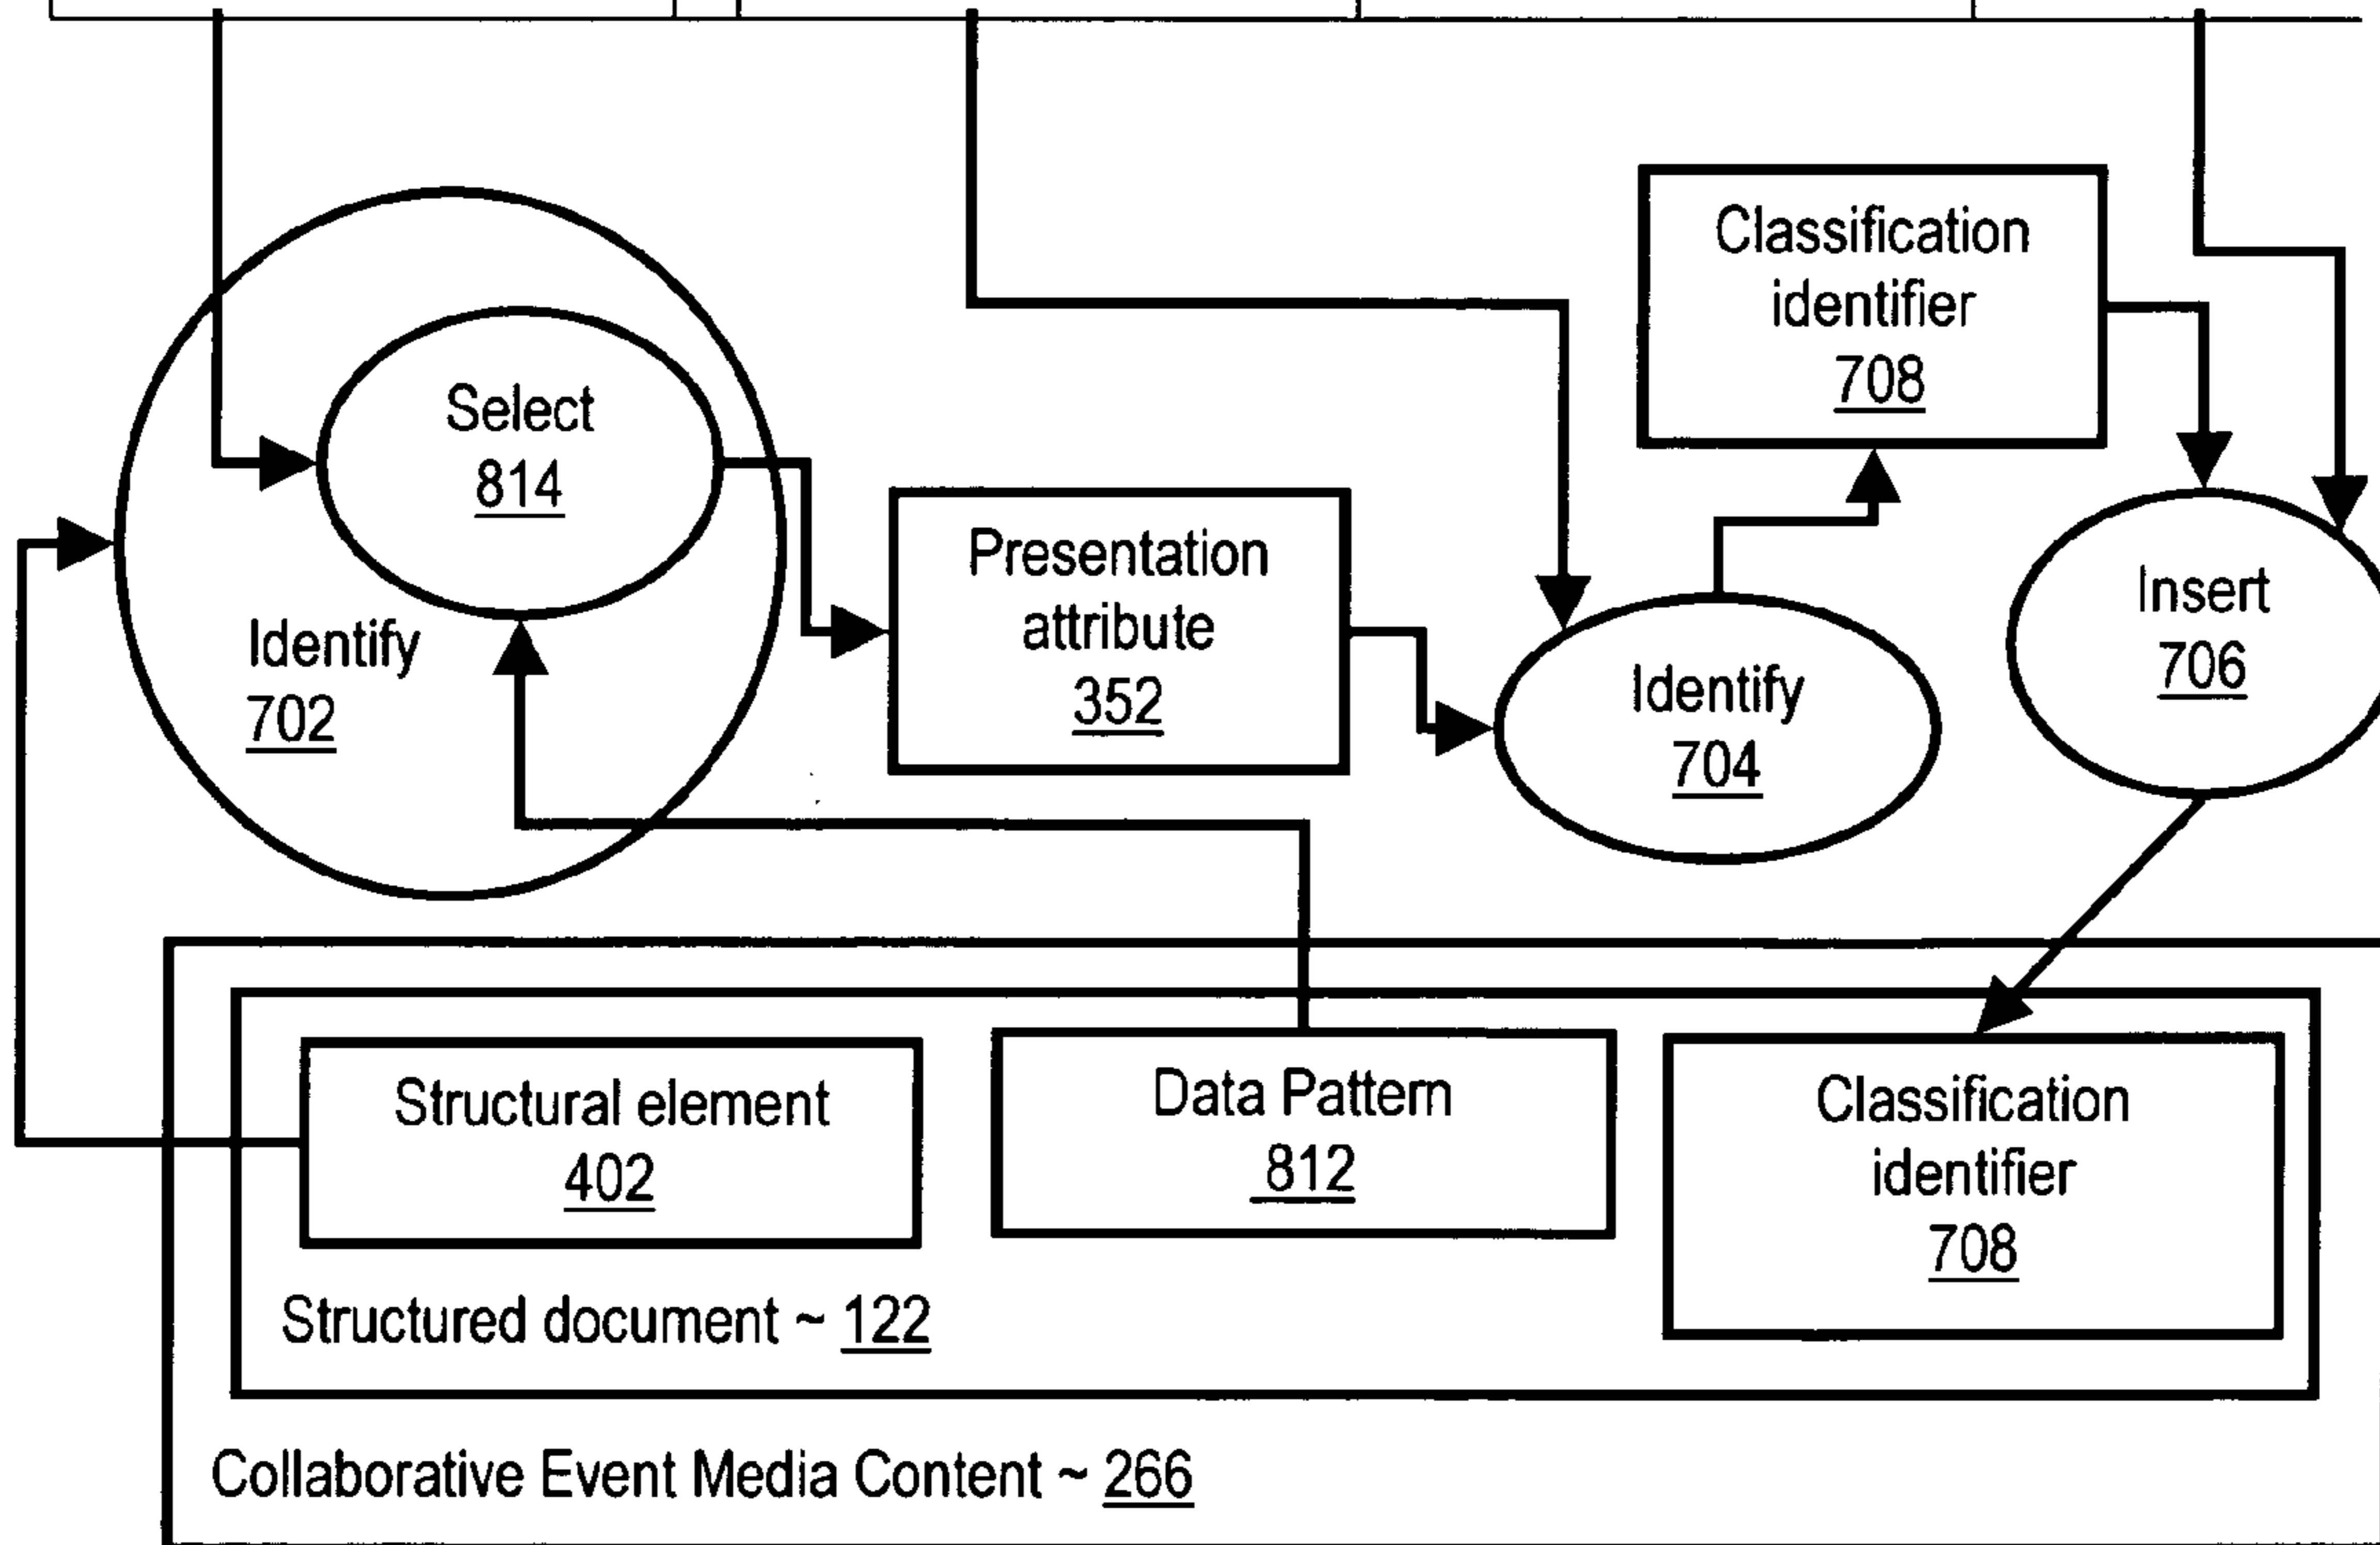 Classification
identifier
708
Select
814
Presentation
attribute
352
Insert
706
Identify
702
Identify
704
Structural element
402
Data Pattern
812
Classification
identifier
708
Structured document ~ 122
Collaborative Event Media Content ~ 266